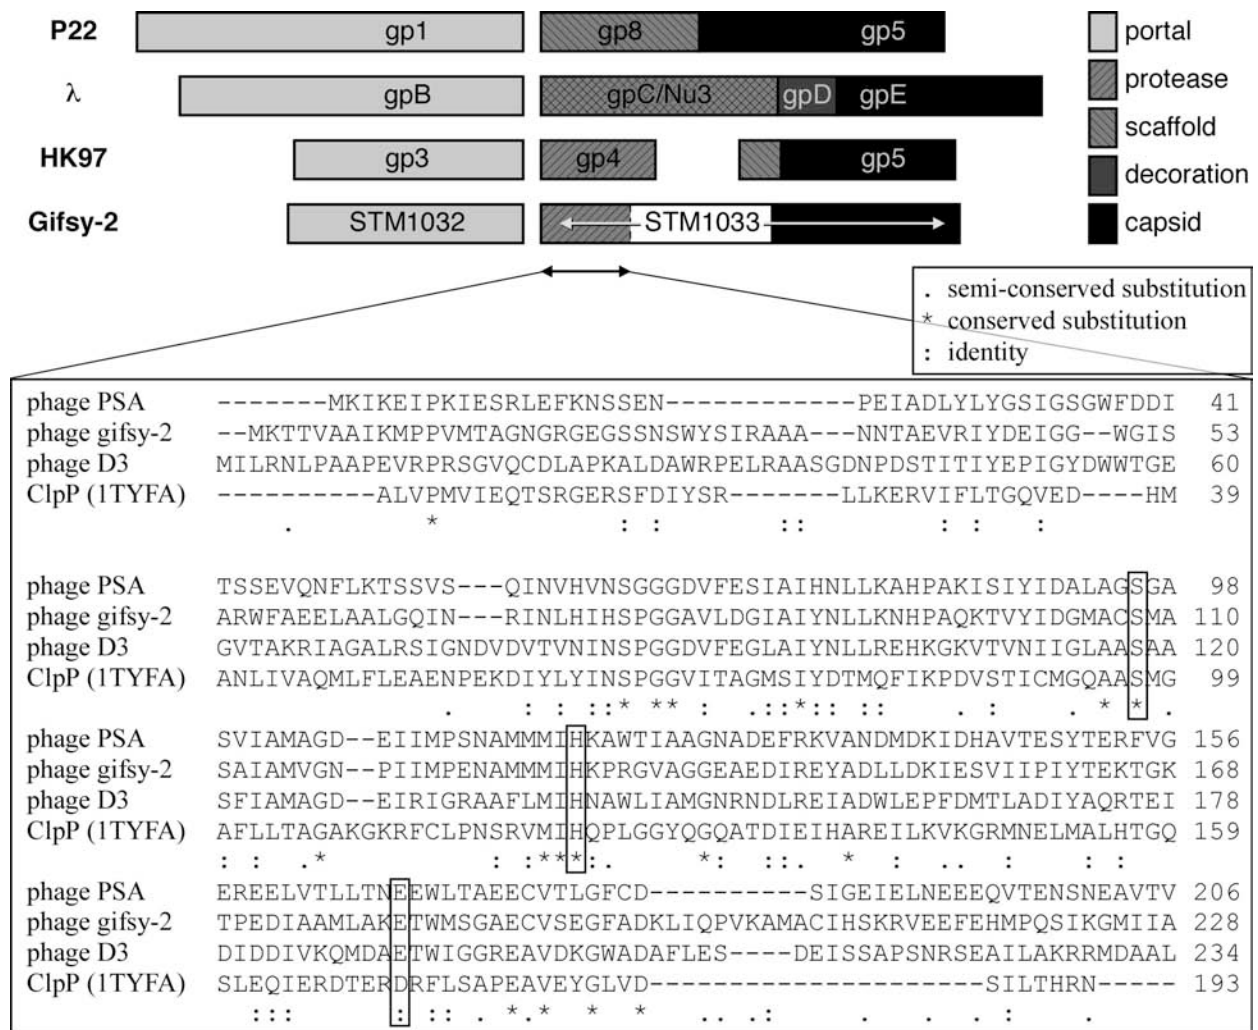 P22 gp1 gp8 gp5 portal
λ gpB gpC/Nu3 gpD gpE protease
scaffold
HK97 gp3 gp4 gp5 decoration
Gifsy-2 STM1032 STM1033 capsid
. semi-conserved substitution
* conserved substitution
: identity
phage PSA -------MKIKEIPKIESRLEFKNSSEN------------PEIADLYLYGSIGSGWFDDI 41
phage gifsy-2 --MKTTVAAIKMPPVMTAGNGRGEGSSNSWYSIRAAA---NNTAEVRIYDEIGG--WGIS 53
phage D3 MILRNLPAAPEVRPRSGVQCDLAPKALDAWRPELRAASGDNPDSTITIYEPIGYDWWTGE 60
ClpP (1TYFA) ----------ALVPMVIEQTSRGERSFDIYSR-------LLKERVIFLTGQVED----HM 39
. * : : : : : : :
phage PSA TSSEVQNFLKTSSVS---QINVHVNSGGGDVFESIAIHNLLKAHPAKISIYIDALAGSGA 98
phage gifsy-2 ARWFAEELAALGQIN---RINLHIHSPGGAVLDGIAIYNLLKNHPAQKTVYIDGMACSMA 110
phage D3 GVTAKRIAGALRSIGNDVDVTVNINSPGGDVFEGLAIYNLLREHKGKVTVNIIGLAASAA 120
ClpP (1TYFA) ANLIVAQMLFLEAENPEKDIYLYINSPGGVITAGMSIYDTMQFIKPDVSTICMGQAASMG 99
. : : ::* ** : .::*:: :: . : . * * .
phage PSA SVIAMAGD--EIIMPSNAMMMIHKAWTIAAGNADEFRKVANDMDKIDHAVTESYTERFVG 156
phage gifsy-2 SAIAMVGN--PIIMPENAMMMIHKPRGVAGGEAEDIREYADLLDKIESVIIPIYTEKTGK 168
phage D3 SFIAMAGD--EIRIGRAAFLMIHNAWLIAMGNRNDLREIADWLEPFDMTLADIYAQRTEI 178
ClpP (1TYFA) AFLLTAGAKGKRFCLPNSRVMIHQPLGGYQGQATDIEIHAREILKVKGRMNELMALHTGQ 159
: : .* : :***:. *: :: * : . . : : :
phage PSA EREELVTLLTNEEWLTAEECVTLGFCD----------SIGEIELNEEEQVTENSNEAVTV 206
phage gifsy-2 TPEDIAAMLAKETWMSGAECVSEGFADKLIQPVKAMACIHSKRVEEFEHMPQSIKGMIIA 228
phage D3 DIDDIVKQMDAETWIGGREAVDKGWADAFLES----DEISSAPSNRSEAILAKRRMDAAL 234
ClpP (1TYFA) SLEQIERDTERDRFLSAPEAVEYGLVD---------------------SILTHRN----- 193
::: : :: . *.* * * .. . : . . : :